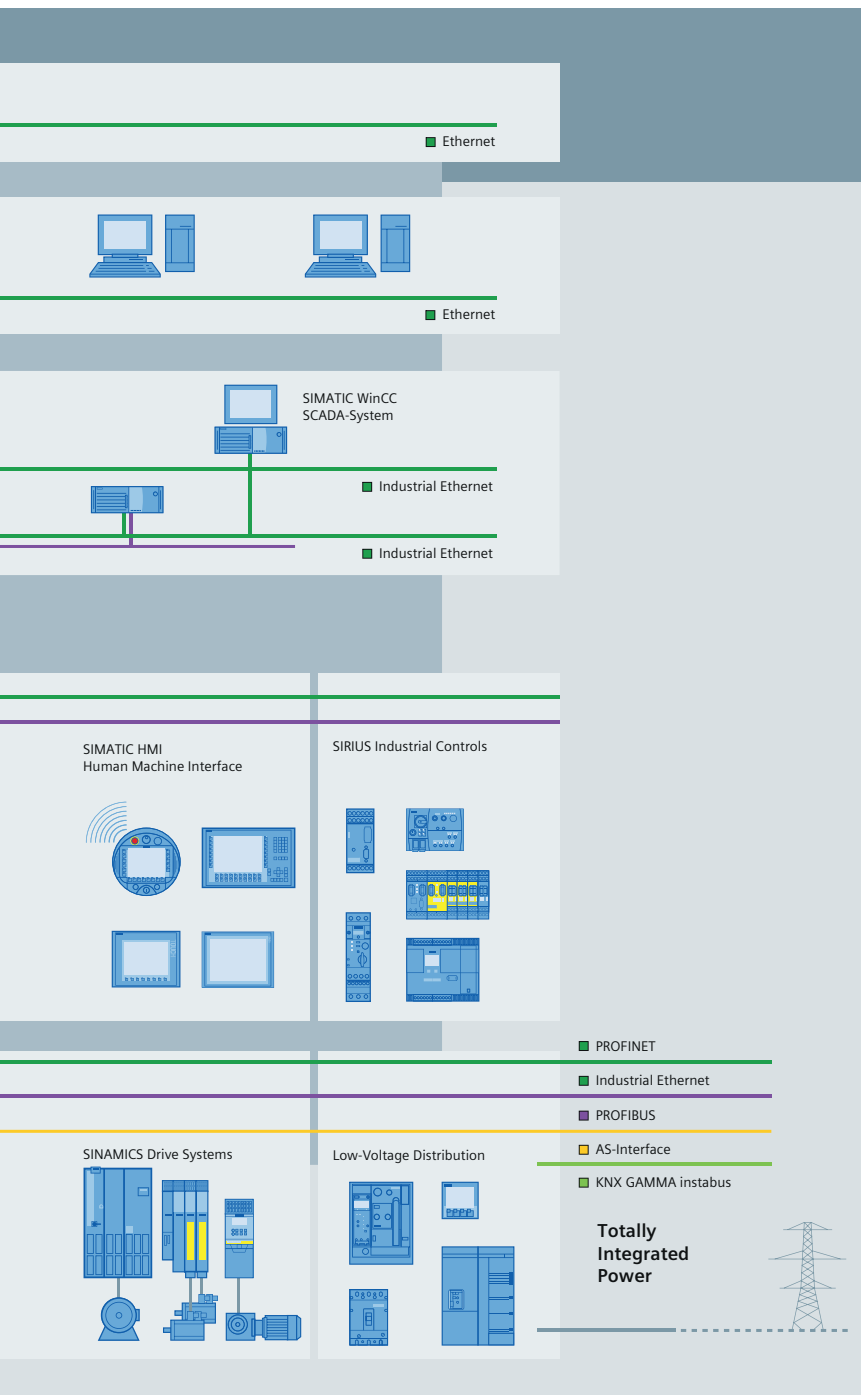 Ethernet
Ethernet
SIMATIC WinCC
SCADA-System
Industrial Ethernet
Industrial Ethernet
SIMATIC HMI
Human Machine Interface
SIRIUS Industrial Controls
PROFINET
Industrial Ethernet
PROFIBUS
AS-Interface
KNX GAMMA instabus
SINAMICS Drive Systems
Low-Voltage Distribution
Totally
Integrated
Power